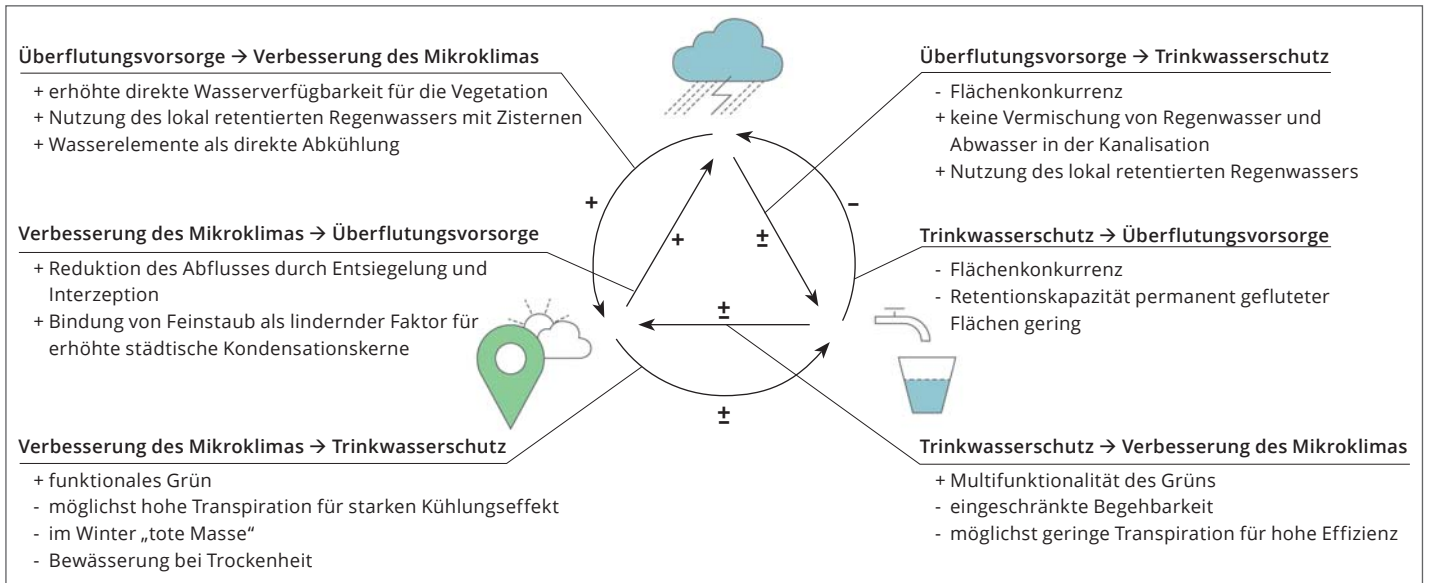 Überflutungsvorsorge → Verbesserung des Mikroklimas
+ erhöhte direkte Wasserverfügbarkeit für die Vegetation
+ Nutzung des lokal retentierten Regenwassers mit Zisternen
+ Wasserelemente als direkte Abkühlung
Überflutungsvorsorge → Trinkwasserschutz
- Flächenkonkurrenz
+ keine Vermischung von Regenwasser und
Abwasser in der Kanalisation
+ Nutzung des lokal retentierten Regenwassers
+
+
±
–
±
±
Verbesserung des Mikroklimas → Überflutungsvorsorge
+ Reduktion des Abflusses durch Entsiegelung und
Interzeption
+ Bindung von Feinstaub als lindernder Faktor für
erhöhte städtische Kondensationskerne
Trinkwasserschutz → Überflutungsvorsorge
- Flächenkonkurrenz
- Retentionskapazität permanent gefluteter
Flächen gering
Verbesserung des Mikroklimas → Trinkwasserschutz
+ funktionales Grün
- möglichst hohe Transpiration für starken Kühlungseffekt
- im Winter „tote Masse“
- Bewässerung bei Trockenheit
Trinkwasserschutz → Verbesserung des Mikroklimas
+ Multifunktionalität des Grüns
- eingeschränkte Begehbarkeit
- möglichst geringe Transpiration für hohe Effizienz